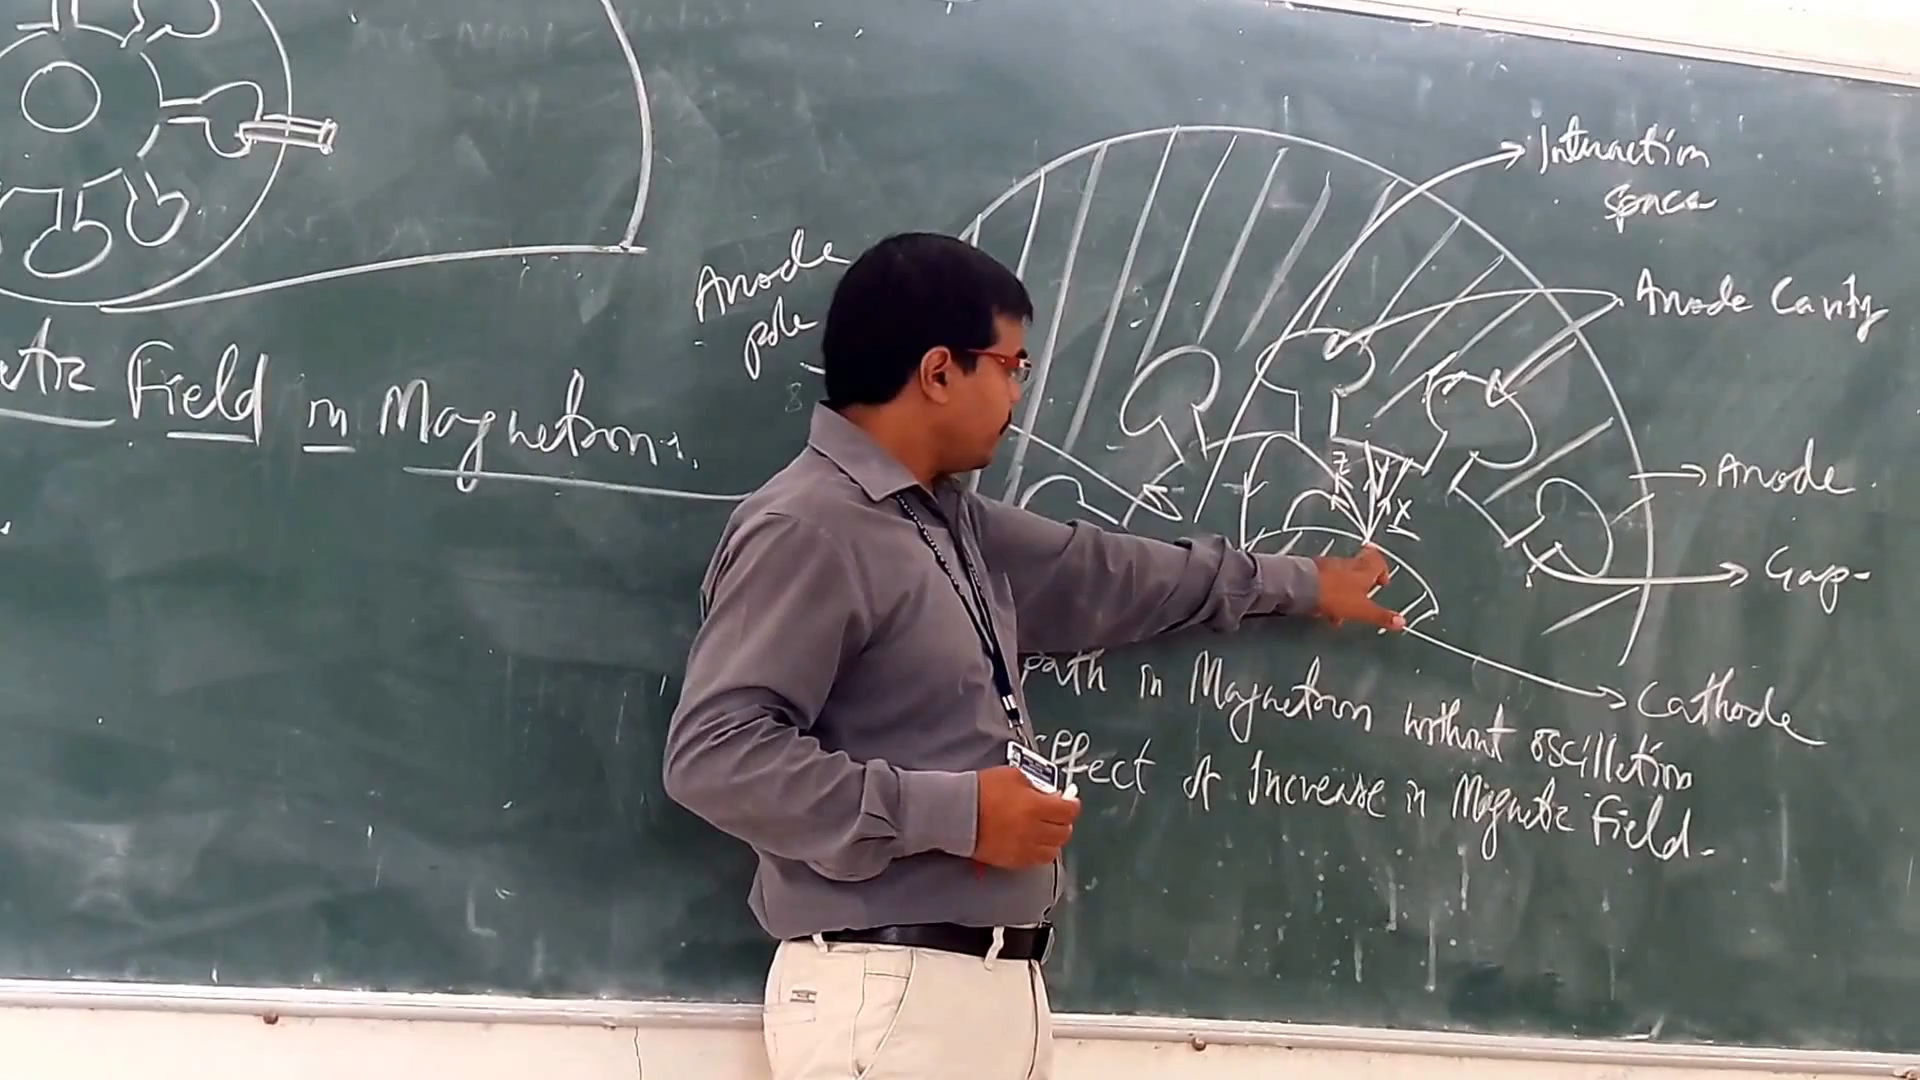 Interaction
space
Anode Cavity
Anode
pole
Anode
Gap
Cathode
Field in Magnetron
Z Y X
path in Magnetron without oscillation
effect of Increase in Magnetic Field